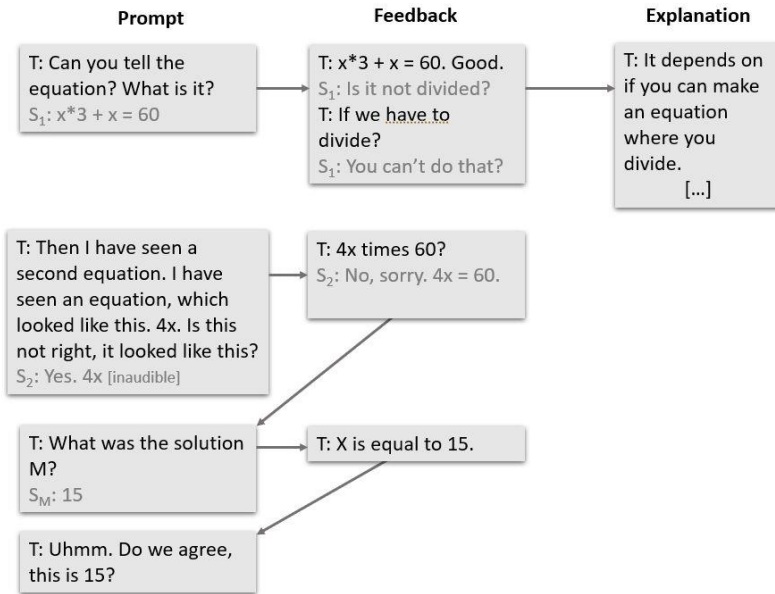 Prompt
Feedback
Explanation
T: Can you tell the
equation? What is it?
S₁: x*3 + x = 60
T: x*3 + x = 60. Good.
S₁: Is it not divided?
T: If we have to
divide?
S₁: You can't do that?
T: It depends on
if you can make
an equation
where you
divide.
[...]
T: Then I have seen a
second equation. I have
seen an equation, which
looked like this. 4x. Is this
not right, it looked like this?
S₂: Yes. 4x [inaudible]
T: 4x times 60?
S₂: No, sorry. 4x = 60.
T: What was the solution
M?
Sₘ: 15
T: X is equal to 15.
T: Uhmm. Do we agree,
this is 15?